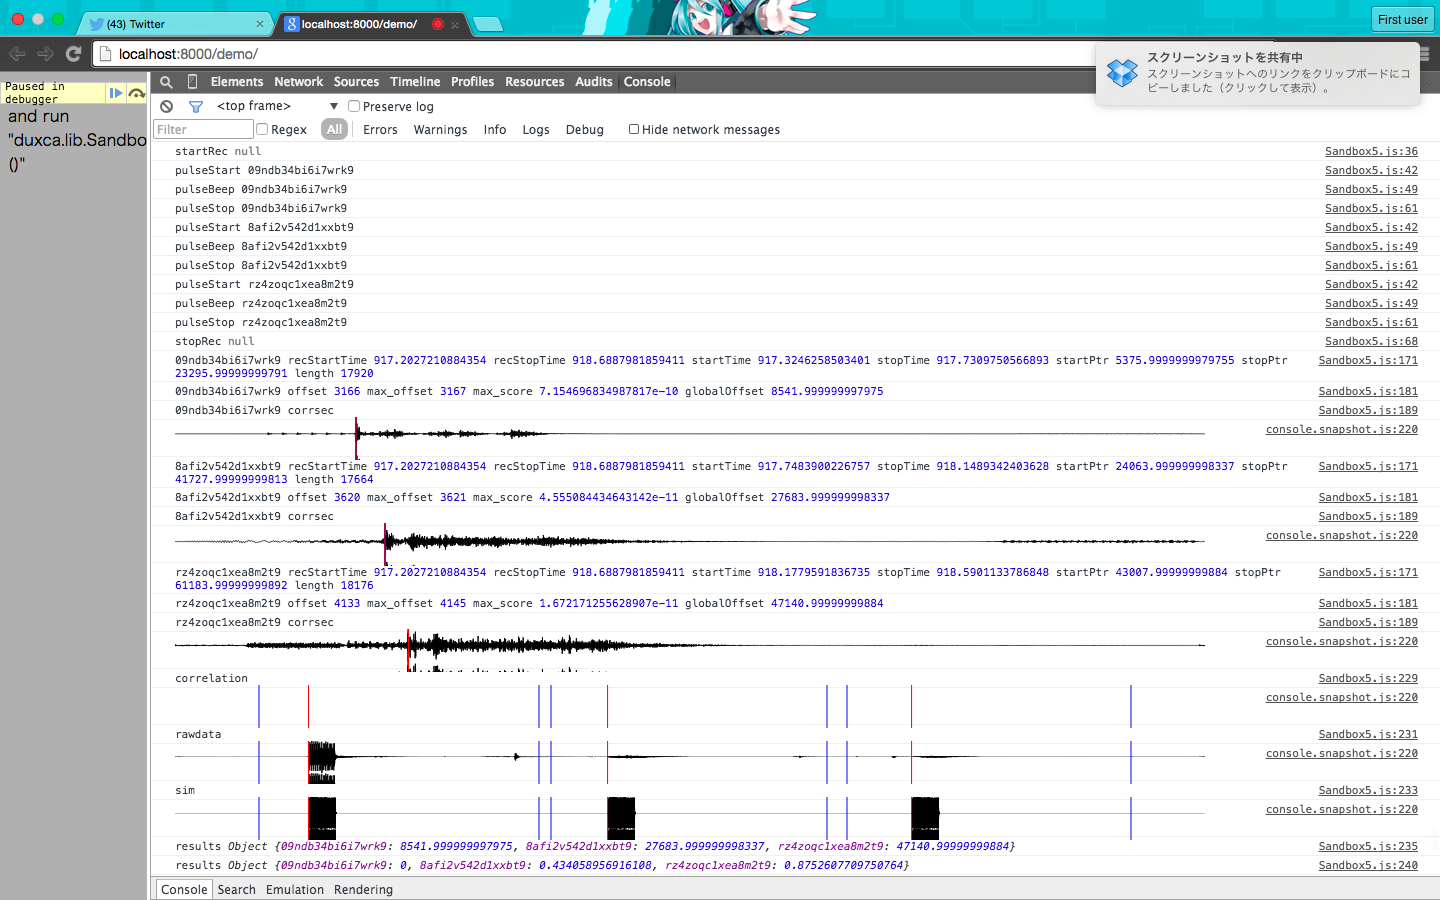 (43) Twitter
localhost:8000/demo/
First user
localhost:8000/demo/
スクリーンショットを共有中
スクリーンショットへのリンクをクリップボードにコ
ピーしました（クリックして表示）。
Paused in
debugger
and run
"duxca.lib.Sandbo
()"
Elements Network Sources Timeline Profiles Resources Audits Console
<top frame> Preserve log
Filter Regex All Errors Warnings Info Logs Debug Hide network messages
startRec null Sandbox5.js:36
pulseStart 09ndb34bi6i7wrk9 Sandbox5.js:42
pulseBeep 09ndb34bi6i7wrk9 Sandbox5.js:49
pulseStop 09ndb34bi6i7wrk9 Sandbox5.js:61
pulseStart 8afi2v542d1xxbt9 Sandbox5.js:42
pulseBeep 8afi2v542d1xxbt9 Sandbox5.js:49
pulseStop 8afi2v542d1xxbt9 Sandbox5.js:61
pulseStart rz4zoqc1xea8m2t9 Sandbox5.js:42
pulseBeep rz4zoqc1xea8m2t9 Sandbox5.js:49
pulseStop rz4zoqc1xea8m2t9 Sandbox5.js:61
stopRec null Sandbox5.js:68
09ndb34bi6i7wrk9 recStartTime 917.2027210884354 recStopTime 918.6887981859411 startTime 917.3246258503401 stopTime 917.7309750566893 startPtr 5375.9999999979755 stopPtr Sandbox5.js:171
23295.99999999791 length 17920
09ndb34bi6i7wrk9 offset 3166 max_offset 3167 max_score 7.154696834987817e-10 globalOffset 8541.999999997975 Sandbox5.js:181
09ndb34bi6i7wrk9 corrsec Sandbox5.js:189
console.snapshot.js:220
8afi2v542d1xxbt9 recStartTime 917.2027210884354 recStopTime 918.6887981859411 startTime 917.7483900226757 stopTime 918.1489342403628 startPtr 24063.999999998337 stopPtr Sandbox5.js:171
41727.99999999813 length 17664
8afi2v542d1xxbt9 offset 3620 max_offset 3621 max_score 4.555084434643142e-11 globalOffset 27683.999999998337 Sandbox5.js:181
8afi2v542d1xxbt9 corrsec Sandbox5.js:189
console.snapshot.js:220
rz4zoqc1xea8m2t9 recStartTime 917.2027210884354 recStopTime 918.6887981859411 startTime 918.1779591836735 stopTime 918.5901133786848 startPtr 43007.99999999884 stopPtr Sandbox5.js:171
61183.99999999892 length 18176
rz4zoqc1xea8m2t9 offset 4133 max_offset 4145 max_score 1.672171255628907e-11 globalOffset 47140.99999999884 Sandbox5.js:181
rz4zoqc1xea8m2t9 corrsec Sandbox5.js:189
console.snapshot.js:220
correlation Sandbox5.js:229
console.snapshot.js:220
rawdata Sandbox5.js:231
console.snapshot.js:220
sim Sandbox5.js:233
console.snapshot.js:220
results Object {09ndb34bi6i7wrk9: 8541.999999997975, 8afi2v542d1xxbt9: 27683.999999998337, rz4zoqc1xea8m2t9: 47140.99999999884} Sandbox5.js:235
results Object {09ndb34bi6i7wrk9: 0, 8afi2v542d1xxbt9: 0.434058956916108, rz4zoqc1xea8m2t9: 0.8752607709750764} Sandbox5.js:240
Console Search Emulation Rendering